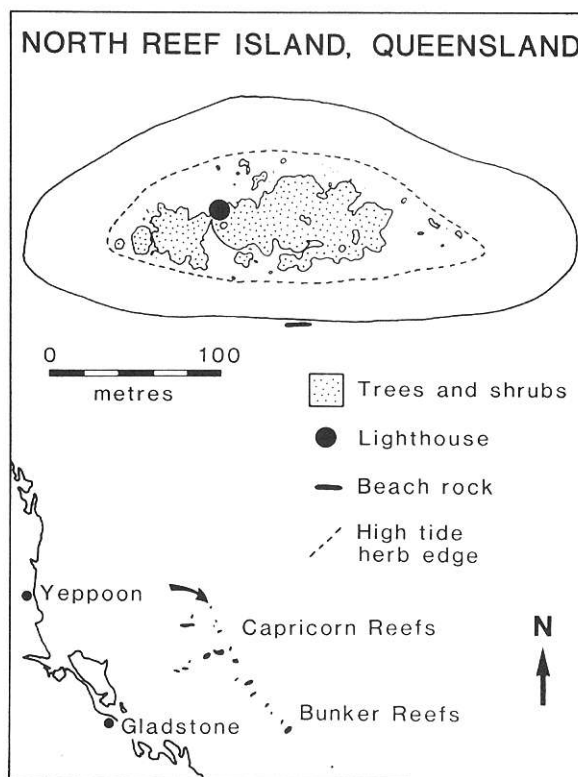 NORTH REEF ISLAND, QUEENSLAND
0 100
metres
Trees and shrubs
Lighthouse
Beach rock
High tide
herb edge
Yeppoon
Capricorn Reefs
N
Gladstone
Bunker Reefs